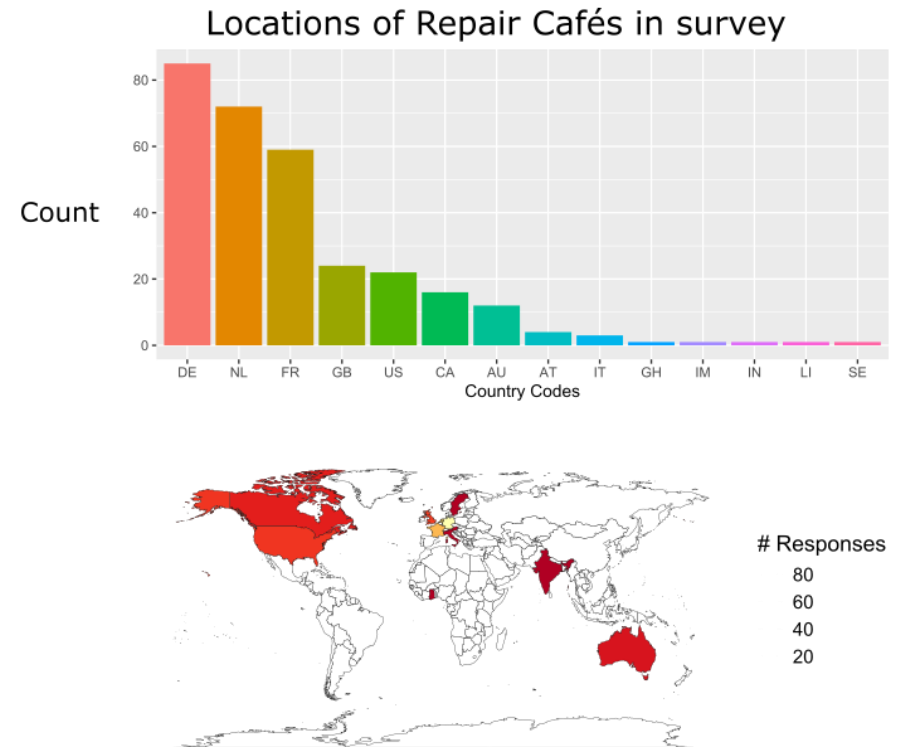 Locations of Repair Cafés in survey
80
60
40
20
0
Count
DE NL FR GB US CA AU AT IT GH IM IN LI SE
Country Codes
# Responses
80
60
40
20